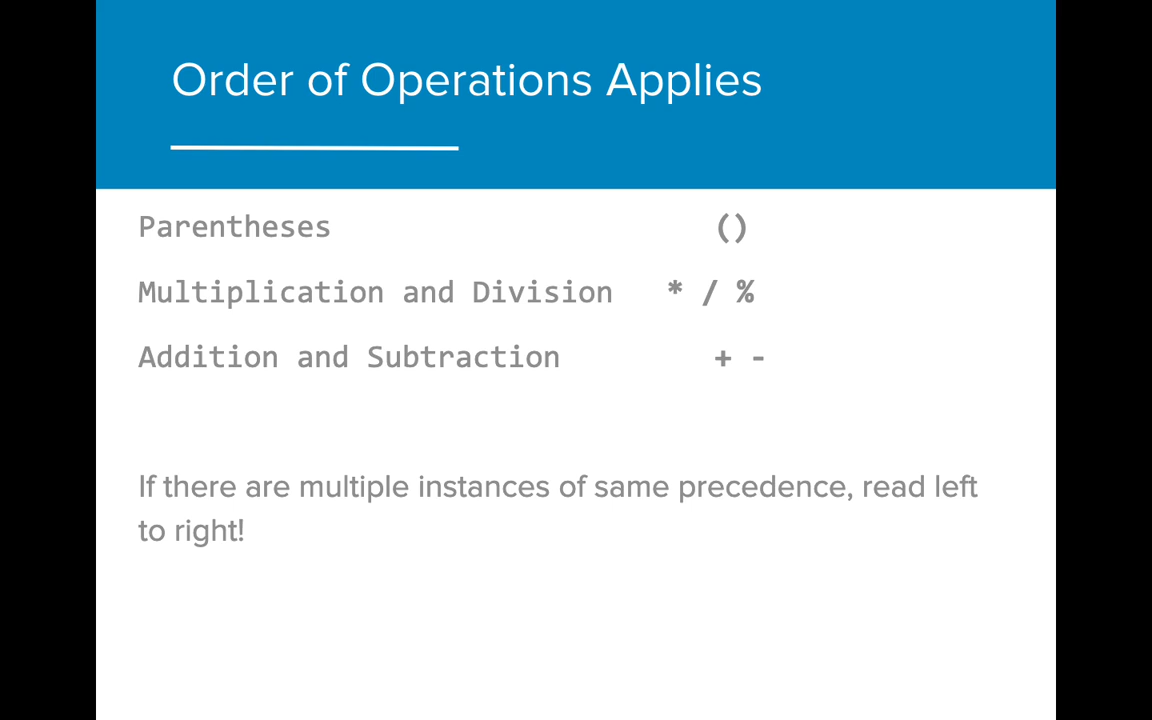 Order of Operations Applies
Parentheses ()
Multiplication and Division * / %
Addition and Subtraction + -
If there are multiple instances of same precedence, read left
to right!